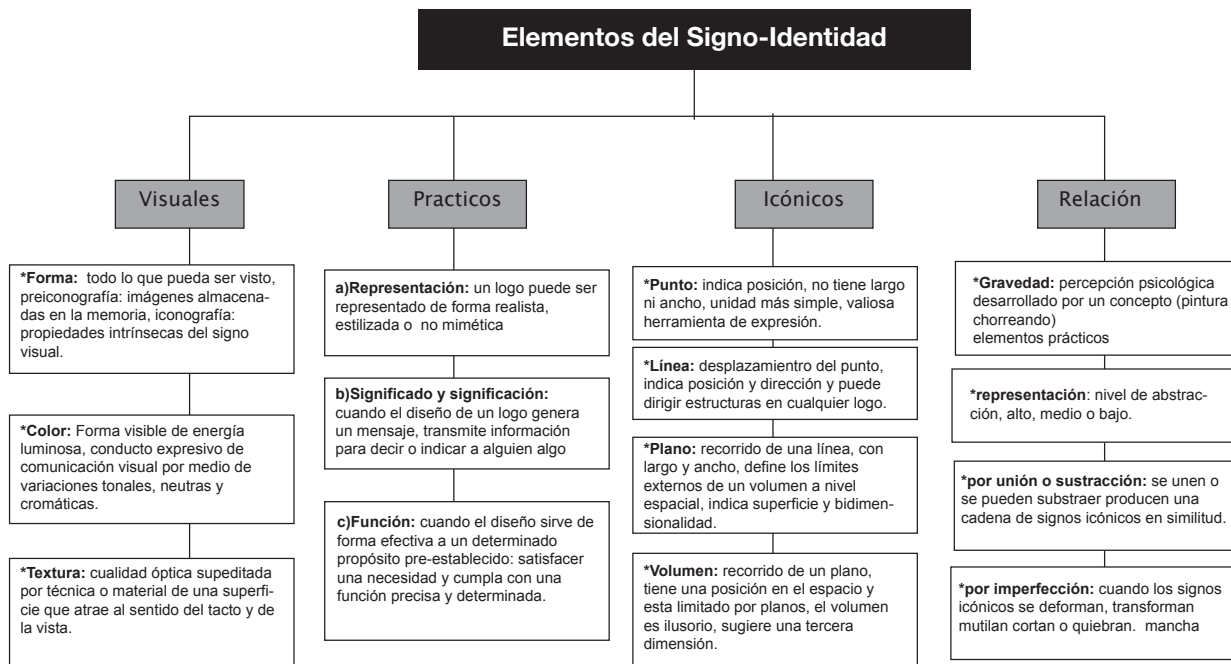 Elementos del Signo-Identidad
Visuales
*Forma: todo lo que pueda ser visto,
preiconografía: imágenes almacena-
das en la memoria, iconografía:
propiedades intrínsecas del signo
visual.
*Color: Forma visible de energía
luminosa, conducto expresivo de
comunicación visual por medio de
variaciones tonales, neutras y
cromáticas.
*Textura: cualidad óptica supeditada
por técnica o material de una superfi-
cie que atrae al sentido del tacto y de
la vista.
Practicos
a)Representación: un logo puede ser
representado de forma realista,
estilizada o no mimética
b)Significado y significación:
cuando el diseño de un logo genera
un mensaje, transmite información
para decir o indicar a alguien algo
c)Función: cuando el diseño sirve de
forma efectiva a un determinado
propósito pre-establecido: satisfacer
una necesidad y cumpla con una
función precisa y determinada.
Icónicos
*Punto: indica posición, no tiene largo
ni ancho, unidad más simple, valiosa
herramienta de expresión.
*Línea: desplazamientro del punto,
indica posición y dirección y puede
dirigir estructuras en cualquier logo.
*Plano: recorrido de una línea, con
largo y ancho, define los límites
externos de un volumen a nivel
espacial, indica superficie y bidimen-
sionalidad.
*Volumen: recorrido de un plano,
tiene una posición en el espacio y
esta limitado por planos, el volumen
es ilusorio, sugiere una tercera
dimensión.
Relación
*Gravedad: percepción psicológica
desarrollado por un concepto (pintura
chorreando)
elementos prácticos
*representación: nivel de abstrac-
ción, alto, medio o bajo.
*por unión o sustracción: se unen o
se pueden substraer producen una
cadena de signos icónicos en similitud.
*por imperfección: cuando los signos
icónicos se deforman, transforman
mutilan cortan o quiebran. mancha